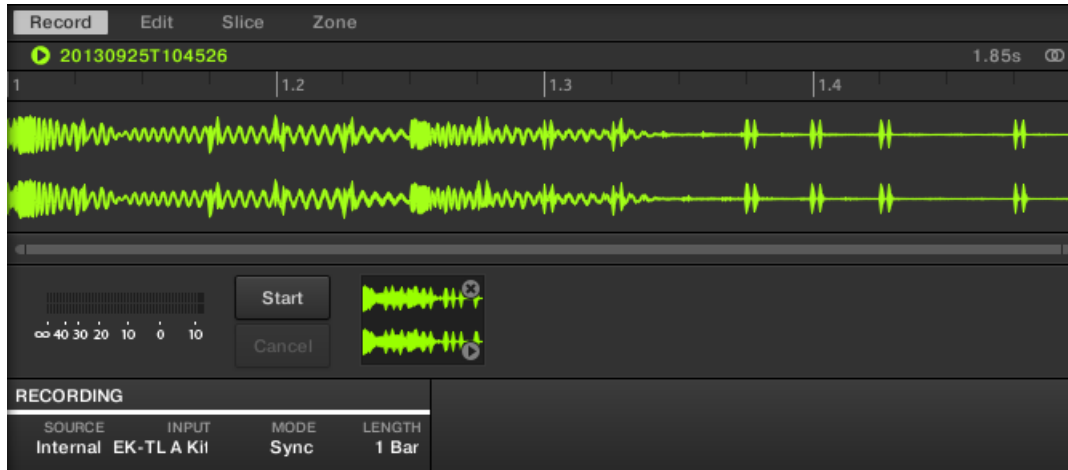 Record Edit Slice Zone
20130925T104526 1.85s
1 1.2 1.3 1.4
Start
∞ 40 30 20 10 0 10
Cancel
RECORDING
SOURCE INPUT MODE LENGTH
Internal EK-TL A Kit Sync 1 Bar